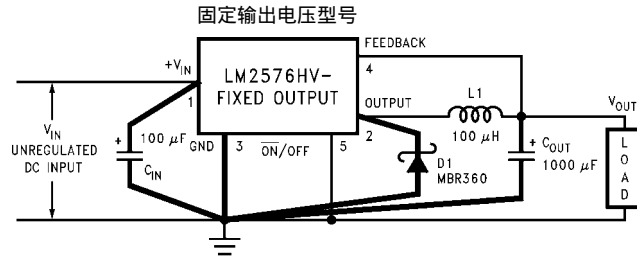 固定输出电压型号
FEEDBACK
+VIN
LM2576HV-
FIXED OUTPUT
4
L1
1
OUTPUT
VOUT
VIN
UNREGULATED
DC INPUT
+
100 μF
CIN
GND
3
ON/OFF
5
2
100 μH
D1
MBR360
+
COUT
1000 μF
LOAD